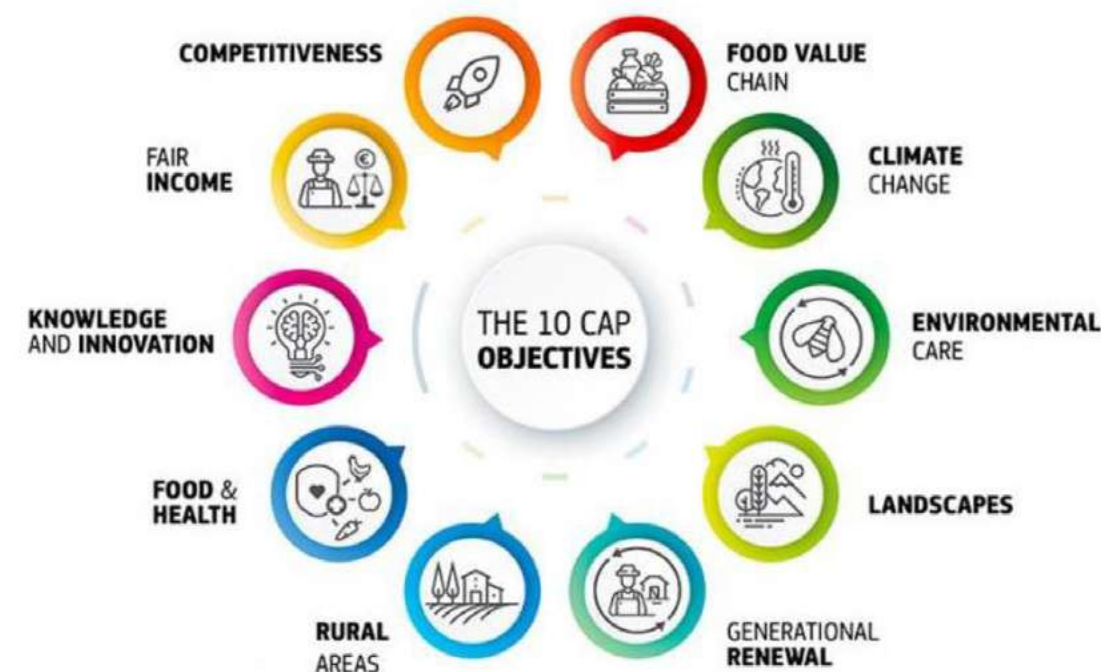 COMPETITIVENESS
FOOD VALUE
CHAIN
FAIR
INCOME
CLIMATE
CHANGE
KNOWLEDGE
AND INNOVATION
THE 10 CAP
OBJECTIVES
ENVIRONMENTAL
CARE
FOOD &
HEALTH
LANDSCAPES
RURAL
AREAS
GENERATIONAL
RENEWAL